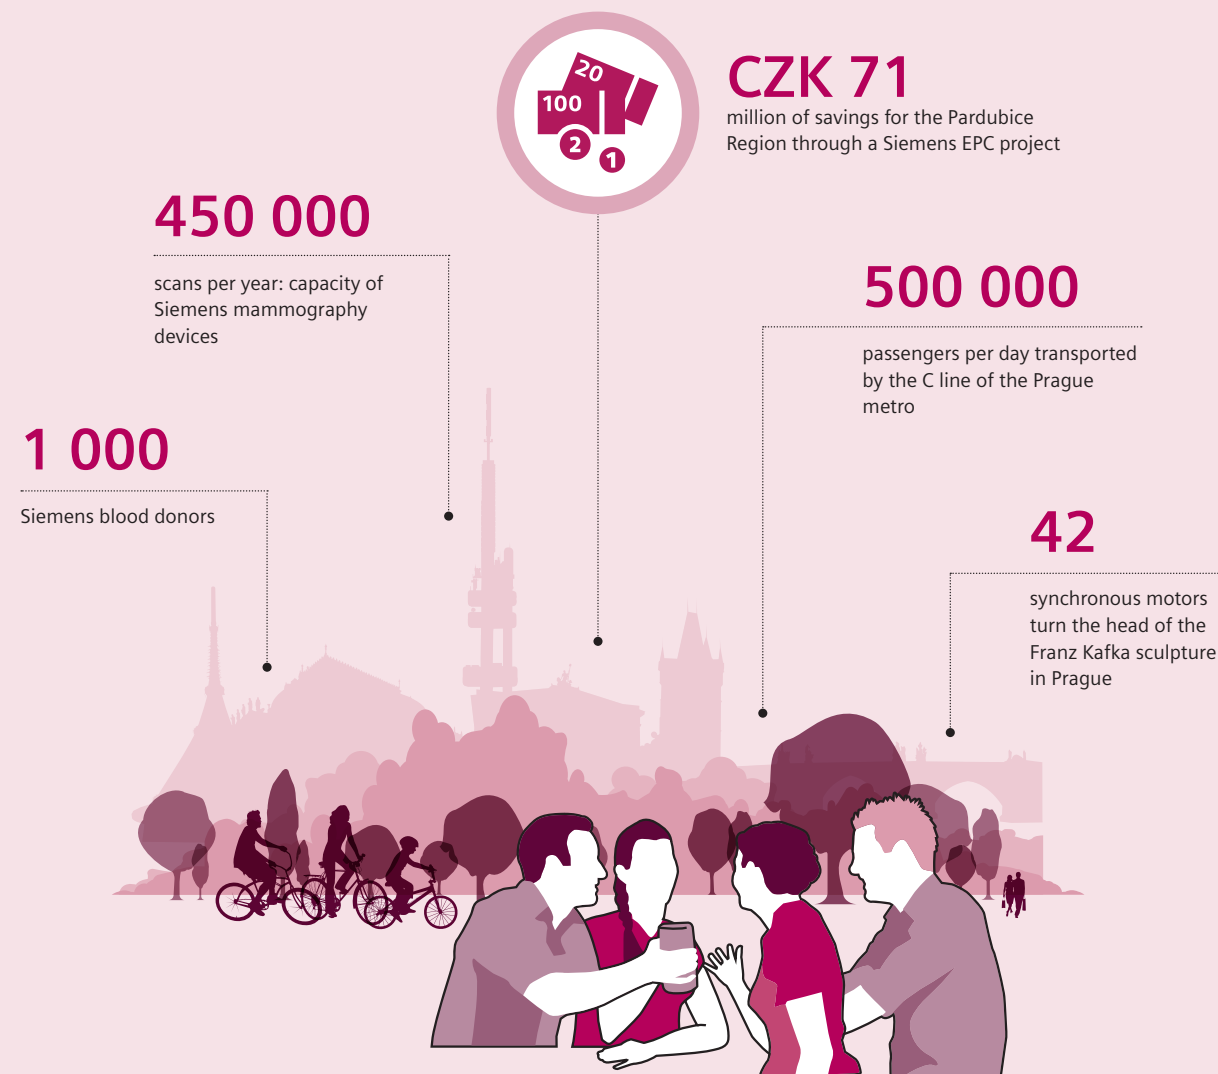 20
100
2
1
CZK 71
million of savings for the Pardubice
Region through a Siemens EPC project
450 000
scans per year: capacity of
Siemens mammography
devices
500 000
passengers per day transported
by the C line of the Prague
metro
1 000
Siemens blood donors
42
synchronous motors
turn the head of the
Franz Kafka sculpture
in Prague